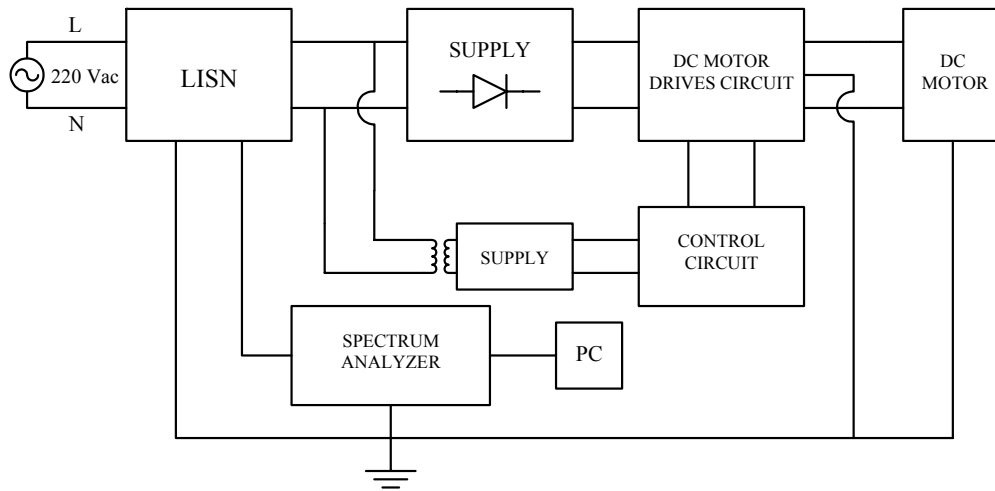 L
220 Vac
N
LISN
SUPPLY
DC MOTOR
DRIVES CIRCUIT
DC
MOTOR
SUPPLY
CONTROL
CIRCUIT
SPECTRUM
ANALYZER
PC